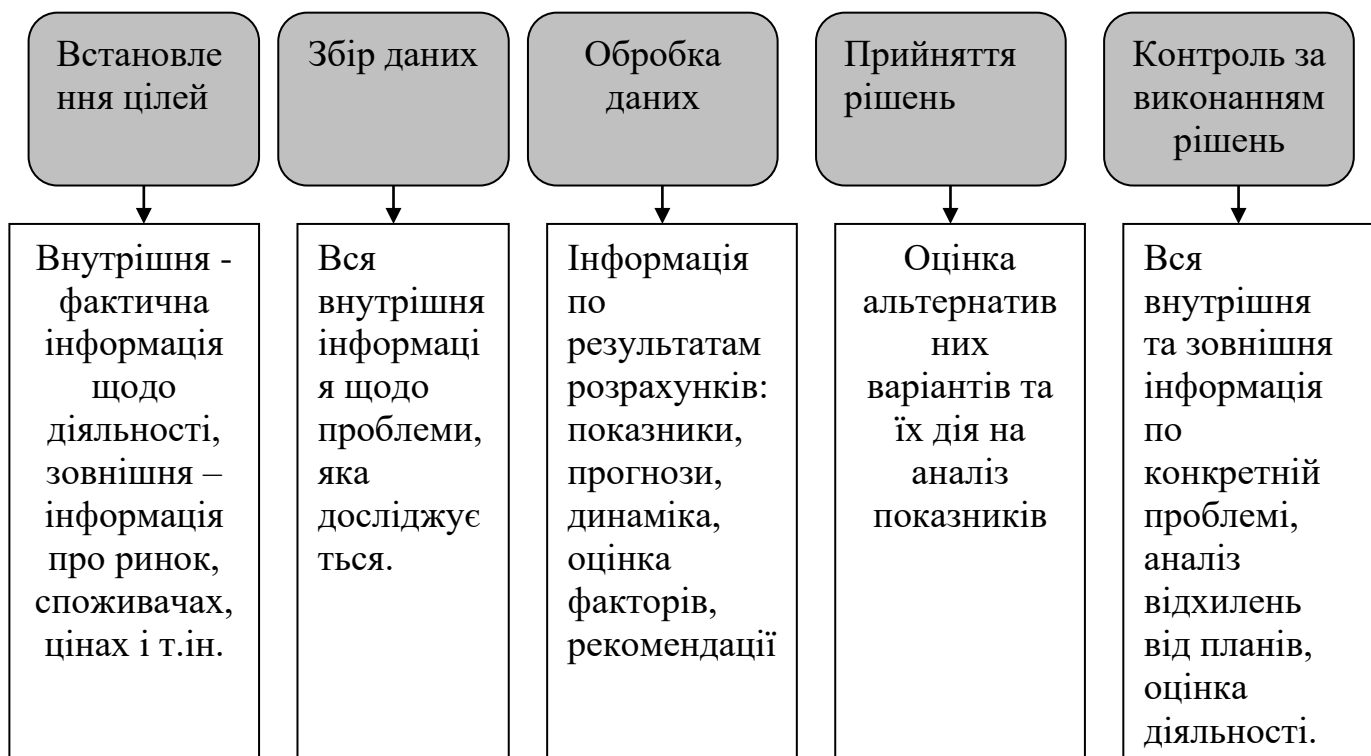 Встановле
ння цілей
Збір даних
Обробка
даних
Прийняття
рішень
Контроль за
виконанням
рішень
Внутрішня -
фактична
інформація
щодо
діяльності,
зовнішня –
інформація
про ринок,
споживачах,
цінах і т.ін.
Вся
внутрішня
інформаці
я щодо
проблеми,
яка
досліджує
ться.
Інформація
по
результатам
розрахунків:
показники,
прогнози,
динаміка,
оцінка
факторів,
рекомендації
Оцінка
альтернатив
них
варіантів та
їх дія на
аналіз
показників
Вся
внутрішня
та зовнішня
інформація
по
конкретній
проблемі,
аналіз
відхилень
від планів,
оцінка
діяльності.